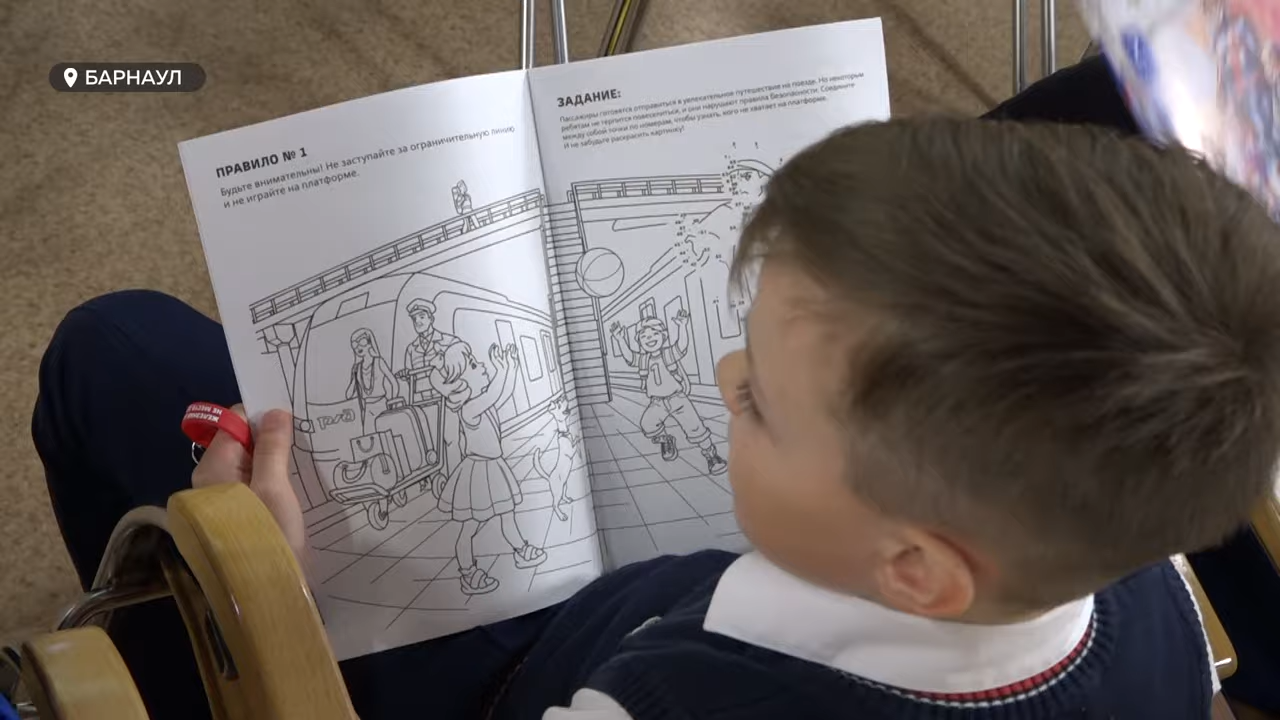 БАРНАУЛ
ПРАВИЛО № 1
Будьте внимательны! Не заступайте за ограничительную линию
и не играйте на платформе.
ЗАДАНИЕ:
Пассажиры готовятся отправиться в увлекательное путешествие на поезде. Но некоторым
ребятам не терпится повеселиться, и они нарушают правила безопасности. Соедините
между собой точки по номерам, чтобы узнать, кого не хватает на платформе.
И не забудьте раскрасить картинку!
НЕ МЕСТО